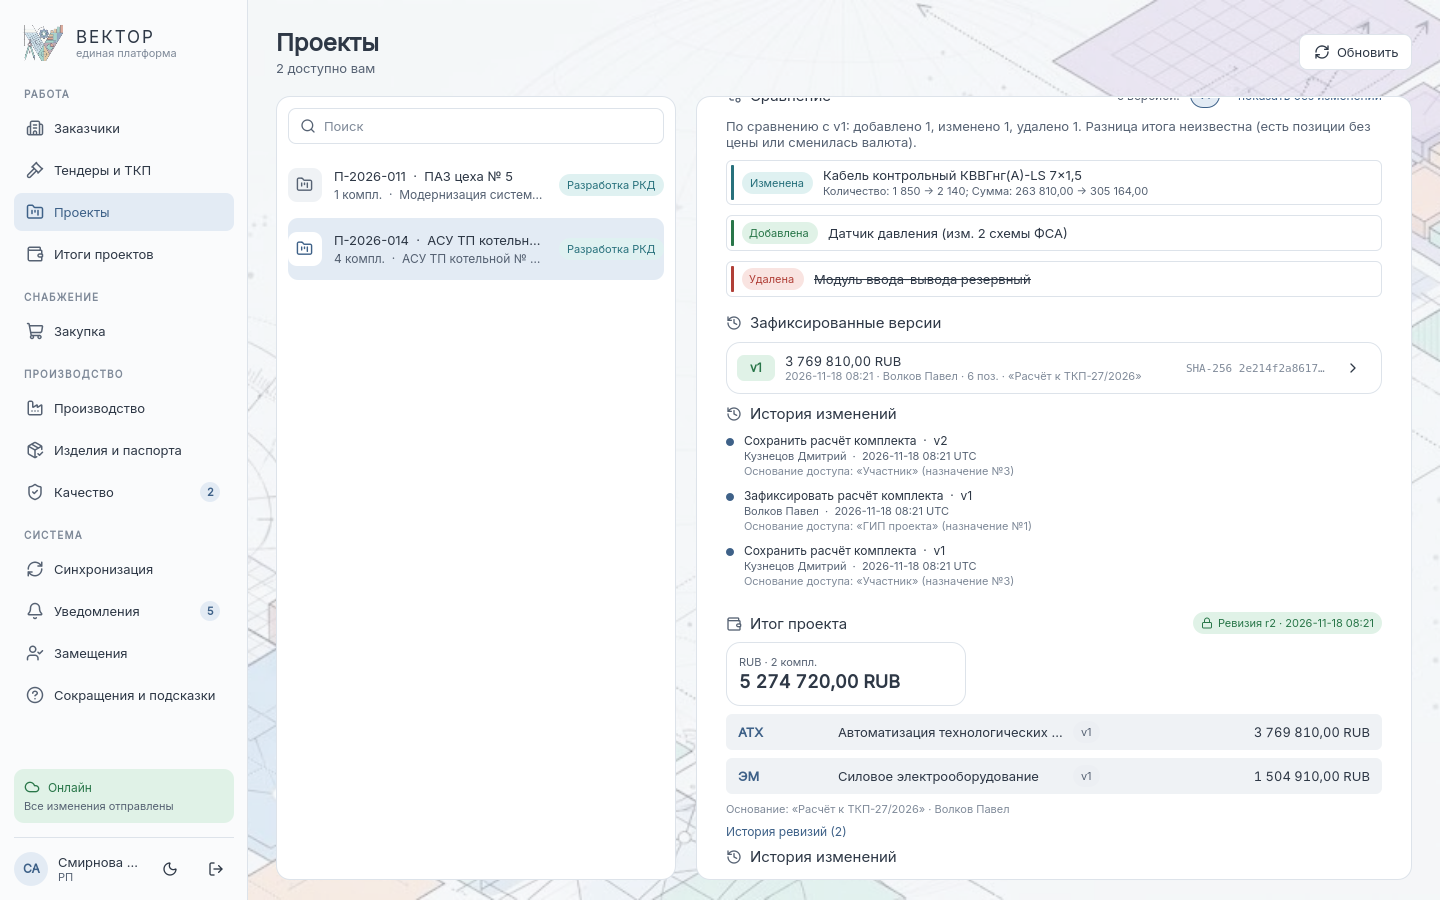 ВЕКТОР
единая платформа
РАБОТА
Заказчики
Тендеры и ТКП
Проекты
Итоги проектов
СНАБЖЕНИЕ
Закупка
ПРОИЗВОДСТВО
Производство
Изделия и паспорта
Качество 2
СИСТЕМА
Синхронизация
Уведомления 5
Замещения
Сокращения и подсказки
Онлайн
Все изменения отправлены
СА
Смирнова ...
РП
Проекты
2 доступно вам
Обновить
Поиск
П-2026-011 · ПАЗ цеха № 5
1 компл. · Модернизация систем...
Разработка РКД
П-2026-014 · АСУ ТП котельн...
4 компл. · АСУ ТП котельной № ...
Разработка РКД
Сравнение
показать без изменений
По сравнению с v1: добавлено 1, изменено 1, удалено 1. Разница итога неизвестна (есть позиции без
цены или сменилась валюта).
Изменена
Кабель контрольный КВВГнг(А)-LS 7×1,5
Количество: 1 850 → 2 140; Сумма: 263 810,00 → 305 164,00
Добавлена Датчик давления (изм. 2 схемы ФСА)
Удалена Модуль ввода-вывода резервный
Зафиксированные версии
v1
3 769 810,00 RUB
2026-11-18 08:21 · Волков Павел · 6 поз. · «Расчёт к ТКП-27/2026»
SHA-256 2e214f2a8617…
История изменений
Сохранить расчёт комплекта · v2
Кузнецов Дмитрий · 2026-11-18 08:21 UTC
Основание доступа: «Участник» (назначение №3)
Зафиксировать расчёт комплекта · v1
Волков Павел · 2026-11-18 08:21 UTC
Основание доступа: «ГИП проекта» (назначение №1)
Сохранить расчёт комплекта · v1
Кузнецов Дмитрий · 2026-11-18 08:21 UTC
Основание доступа: «Участник» (назначение №3)
Итог проекта
Ревизия r2 · 2026-11-18 08:21
RUB · 2 компл.
5 274 720,00 RUB
АТХ Автоматизация технологических ... v1 3 769 810,00 RUB
ЭМ Силовое электрооборудование v1 1 504 910,00 RUB
Основание: «Расчёт к ТКП-27/2026» · Волков Павел
История ревизий (2)
История изменений